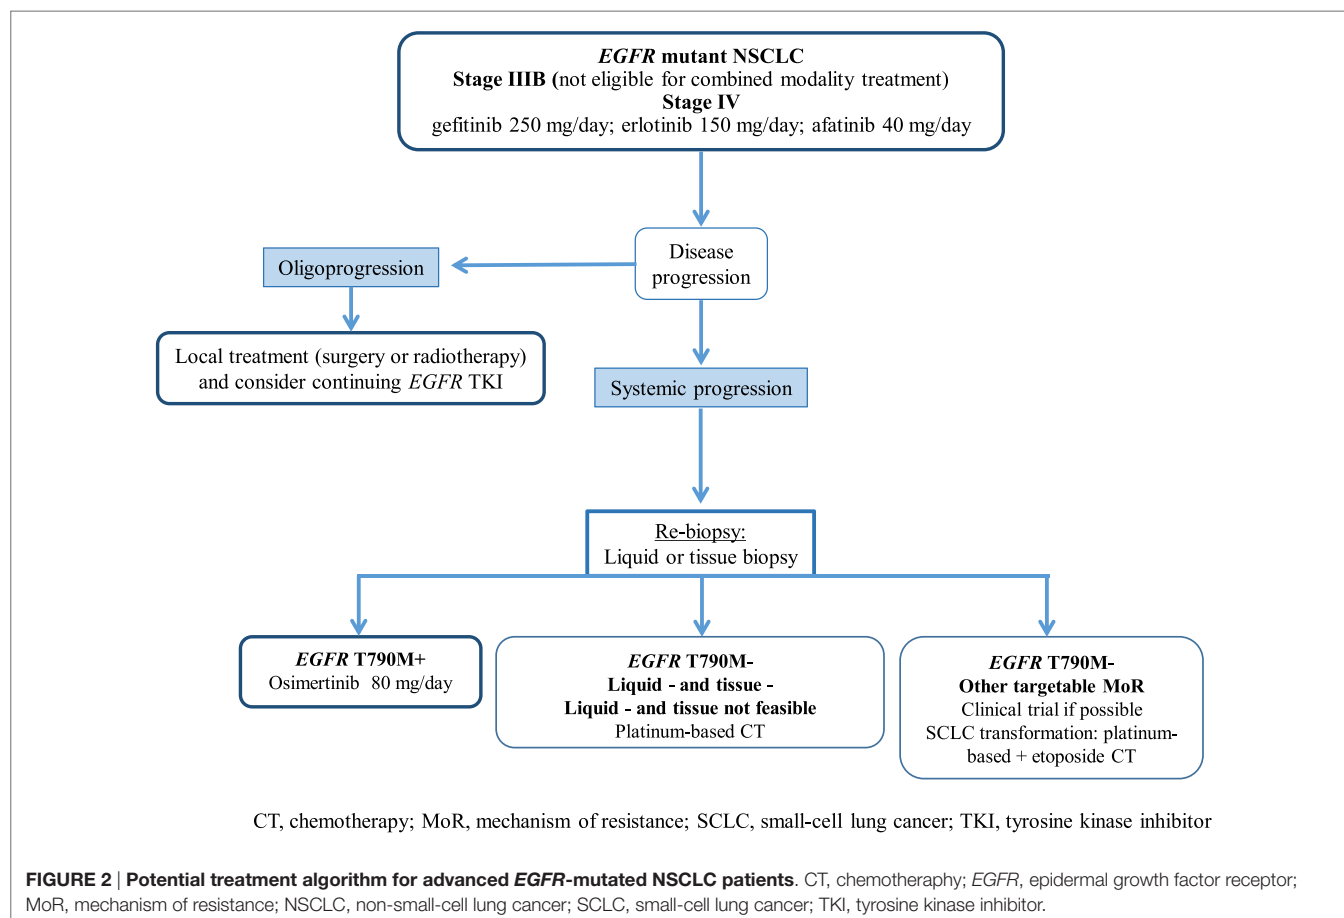 EGFR mutant NSCLC
Stage IIIB (not eligible for combined modality treatment)
Stage IV
gefitinib 250 mg/day; erlotinib 150 mg/day; afatinib 40 mg/day
Disease
progression
Oligoprogression
Local treatment (surgery or radiotherapy)
and consider continuing EGFR TKI
Systemic progression
Re-biopsy:
Liquid or tissue biopsy
EGFR T790M+
Osimertinib 80 mg/day
EGFR T790M-
Liquid - and tissue -
Liquid - and tissue not feasible
Platinum-based CT
EGFR T790M-
Other targetable MoR
Clinical trial if possible
SCLC transformation: platinum-
based + etoposide CT
CT, chemotherapy; MoR, mechanism of resistance; SCLC, small-cell lung cancer; TKI, tyrosine kinase inhibitor
FIGURE 2 | Potential treatment algorithm for advanced EGFR-mutated NSCLC patients. CT, chemotheraphy; EGFR, epidermal growth factor receptor;
MoR, mechanism of resistance; NSCLC, non-small-cell lung cancer; SCLC, small-cell lung cancer; TKI, tyrosine kinase inhibitor.